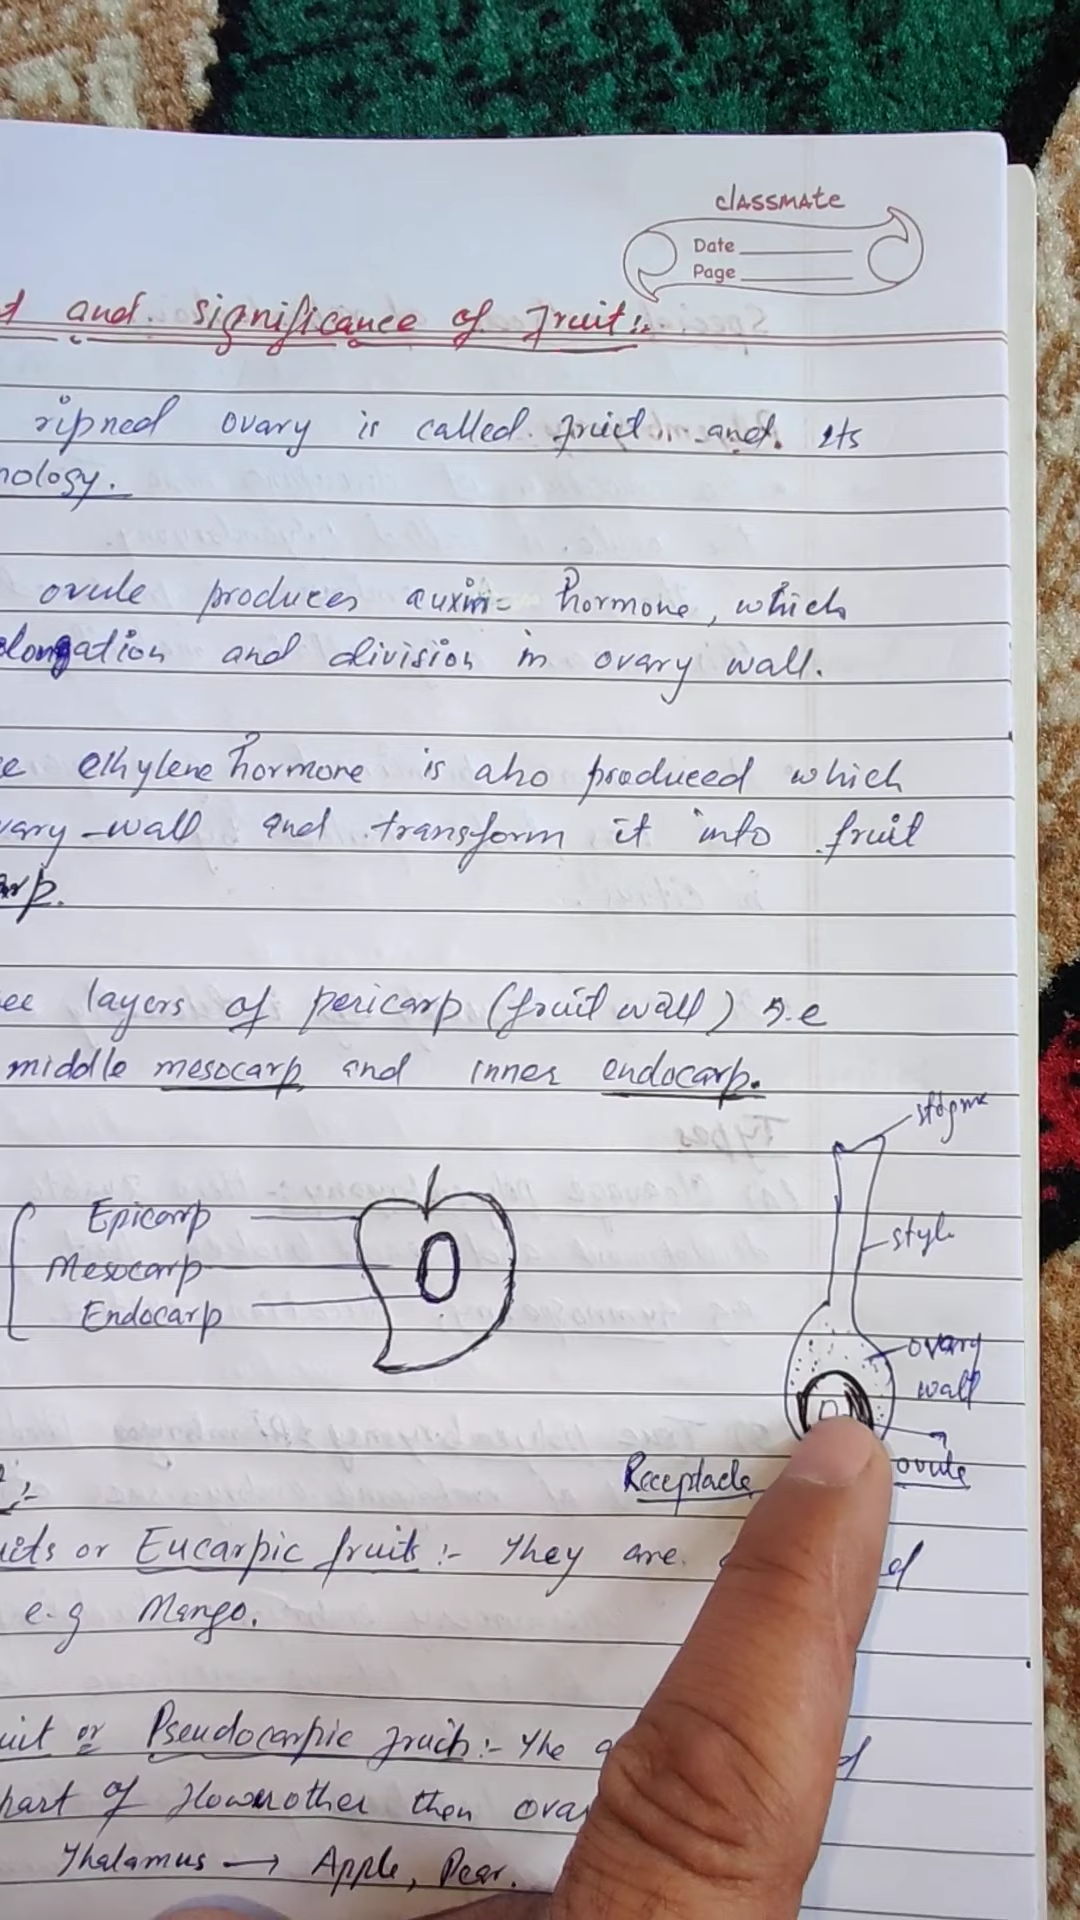 classmate
Date
Page
and significance of Fruit:-
ripned ovary is called fruit and its
nology.
ovule produces auxin- hormone, which
elongation and division in ovary wall.
ethylene hormone is also produced which
vary-wall and transform it into fruit
arp.
ee layers of pericarp (fruit wall) i.e
middle mesocarp and inner endocarp.
stigma
Epicarp
style
Mesocarp
Endocarp
ovary
wall
Receptacle
ovule
uits or Eucarpic fruits:- They are
e.g Mango.
uit or Pseudocarpic fruit:- The
part of flower other then ovar
Thalamus → Apple, Pear.